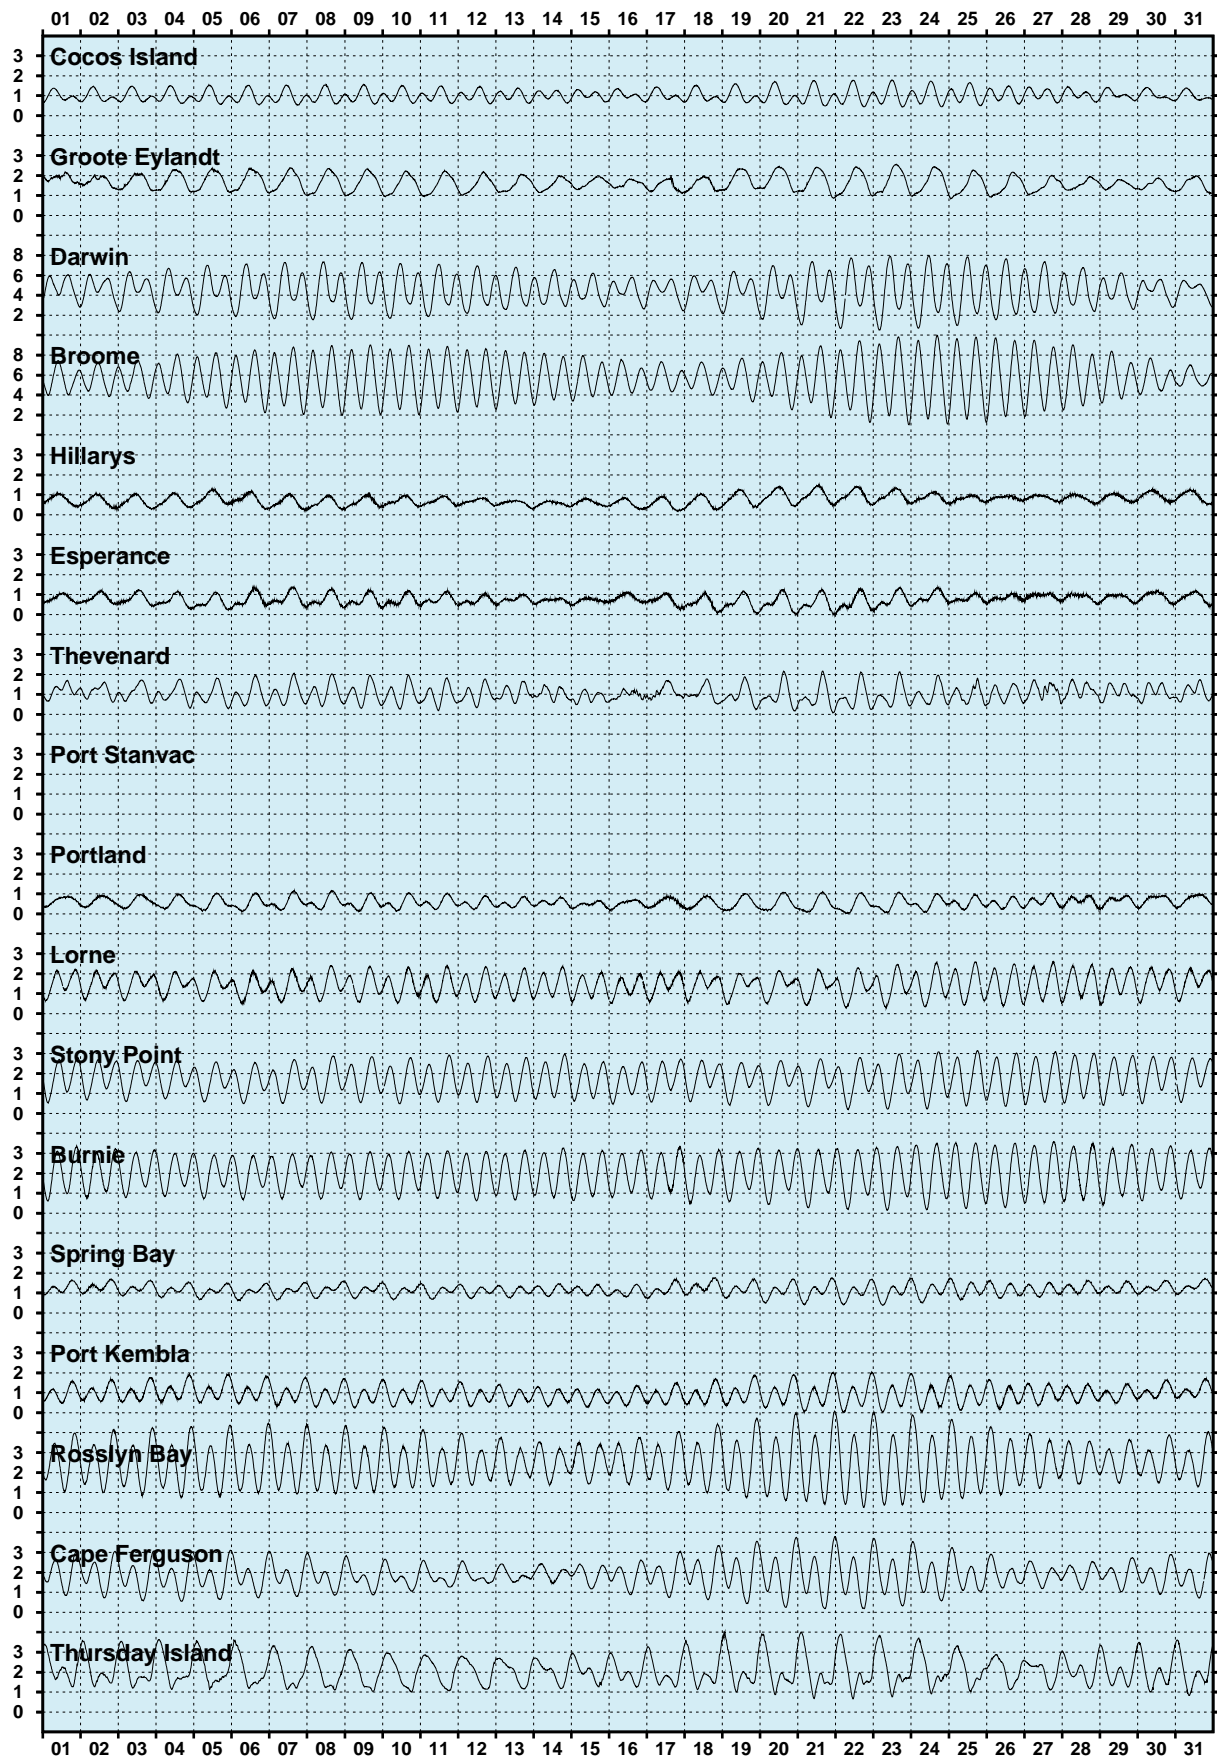 01 02 03 04 05 06 07 08 09 10 11 12 13 14 15 16 17 18 19 20 21 22 23 24 25 26 27 28 29 30 31
3 Cocos Island
2
1
0
3 Groote Eylandt
2
1
0
8 Darwin
6
4
2
8 Broome
6
4
2
3 Hillarys
2
1
0
3 Esperance
2
1
0
3 Thevenard
2
1
0
3 Port Stanvac
2
1
0
3 Portland
2
1
0
3 Lorne
2
1
0
3 Stony Point
2
1
0
3 Burnie
2
1
0
3 Spring Bay
2
1
0
3 Port Kembla
2
1
0
3 Rosslyn Bay
2
1
0
3 Cape Ferguson
2
1
0
3 Thursday Island
2
1
0
01 02 03 04 05 06 07 08 09 10 11 12 13 14 15 16 17 18 19 20 21 22 23 24 25 26 27 28 29 30 31